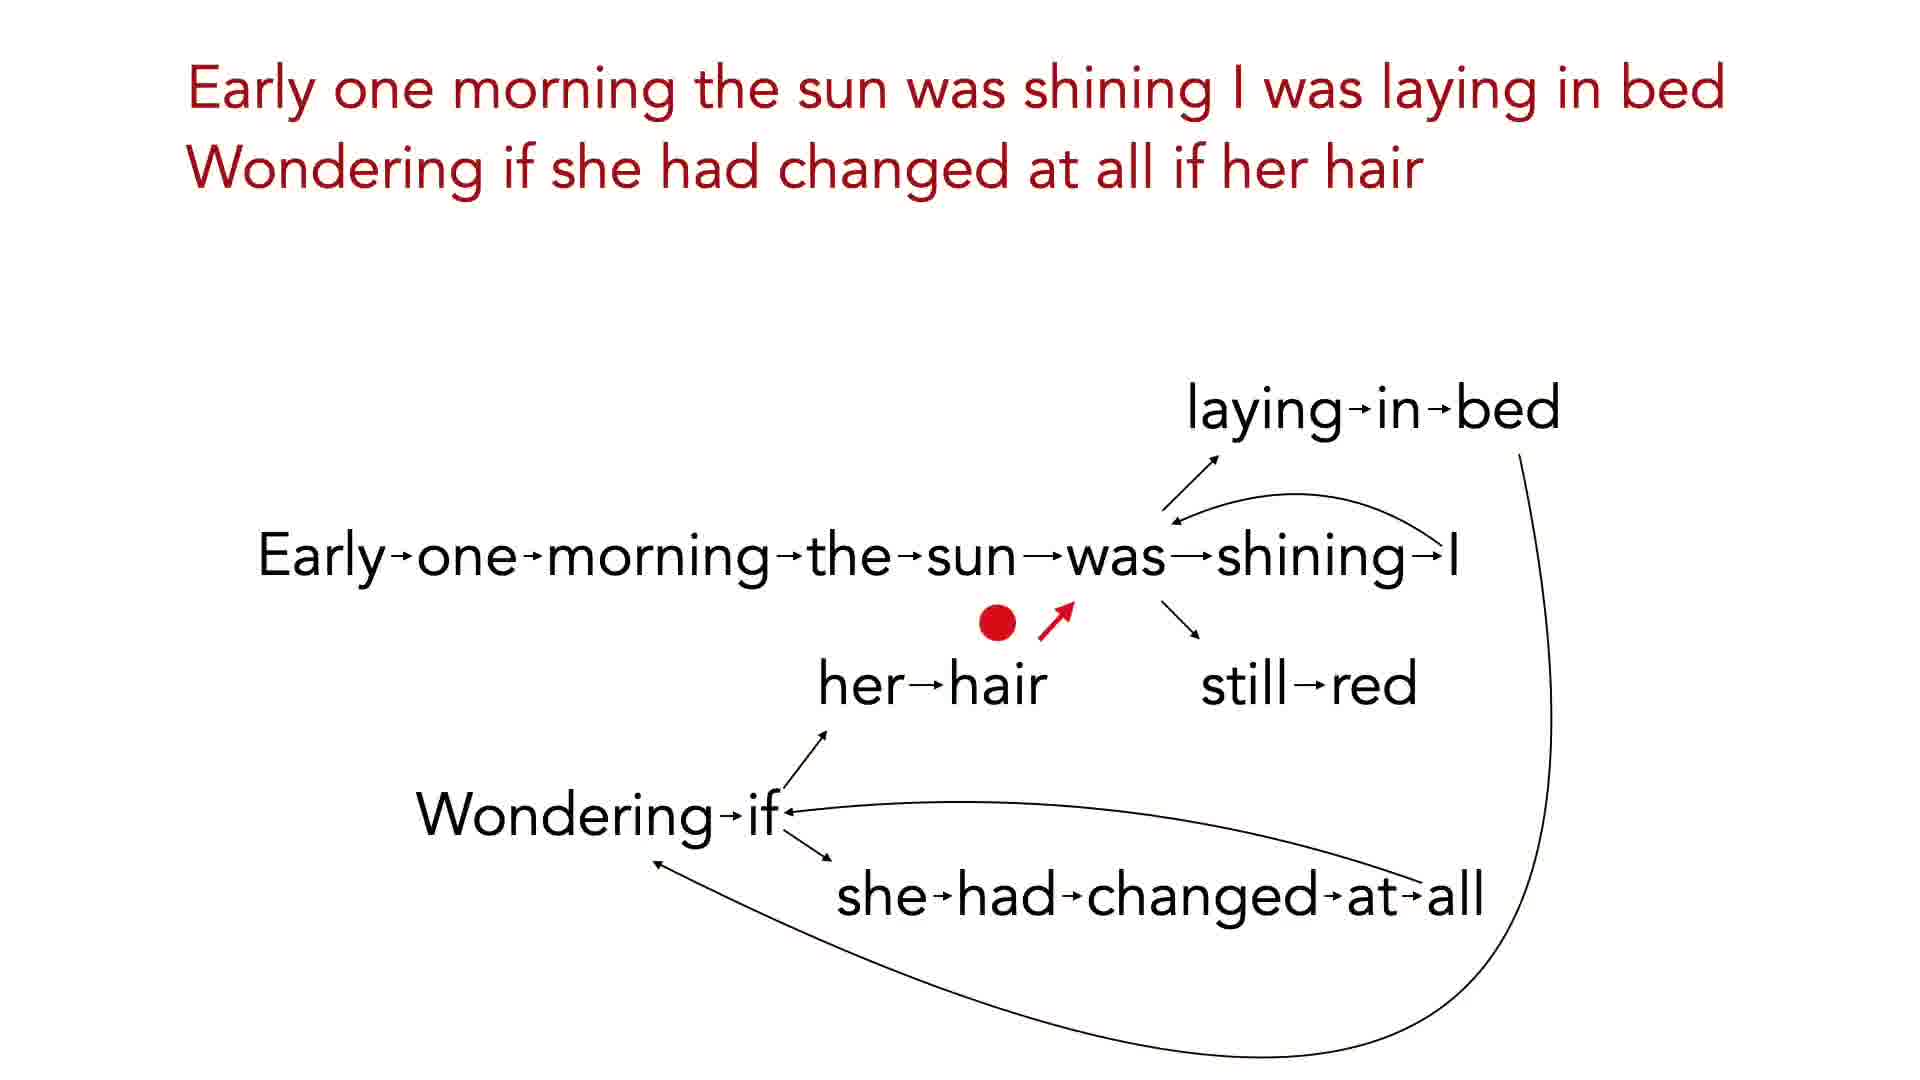 Early one morning the sun was shining I was laying in bed
Wondering if she had changed at all if her hair
laying→in→bed
Early→one→morning→the→sun→was→shining→I
her→hair
still→red
Wondering→if
she→had→changed→at→all